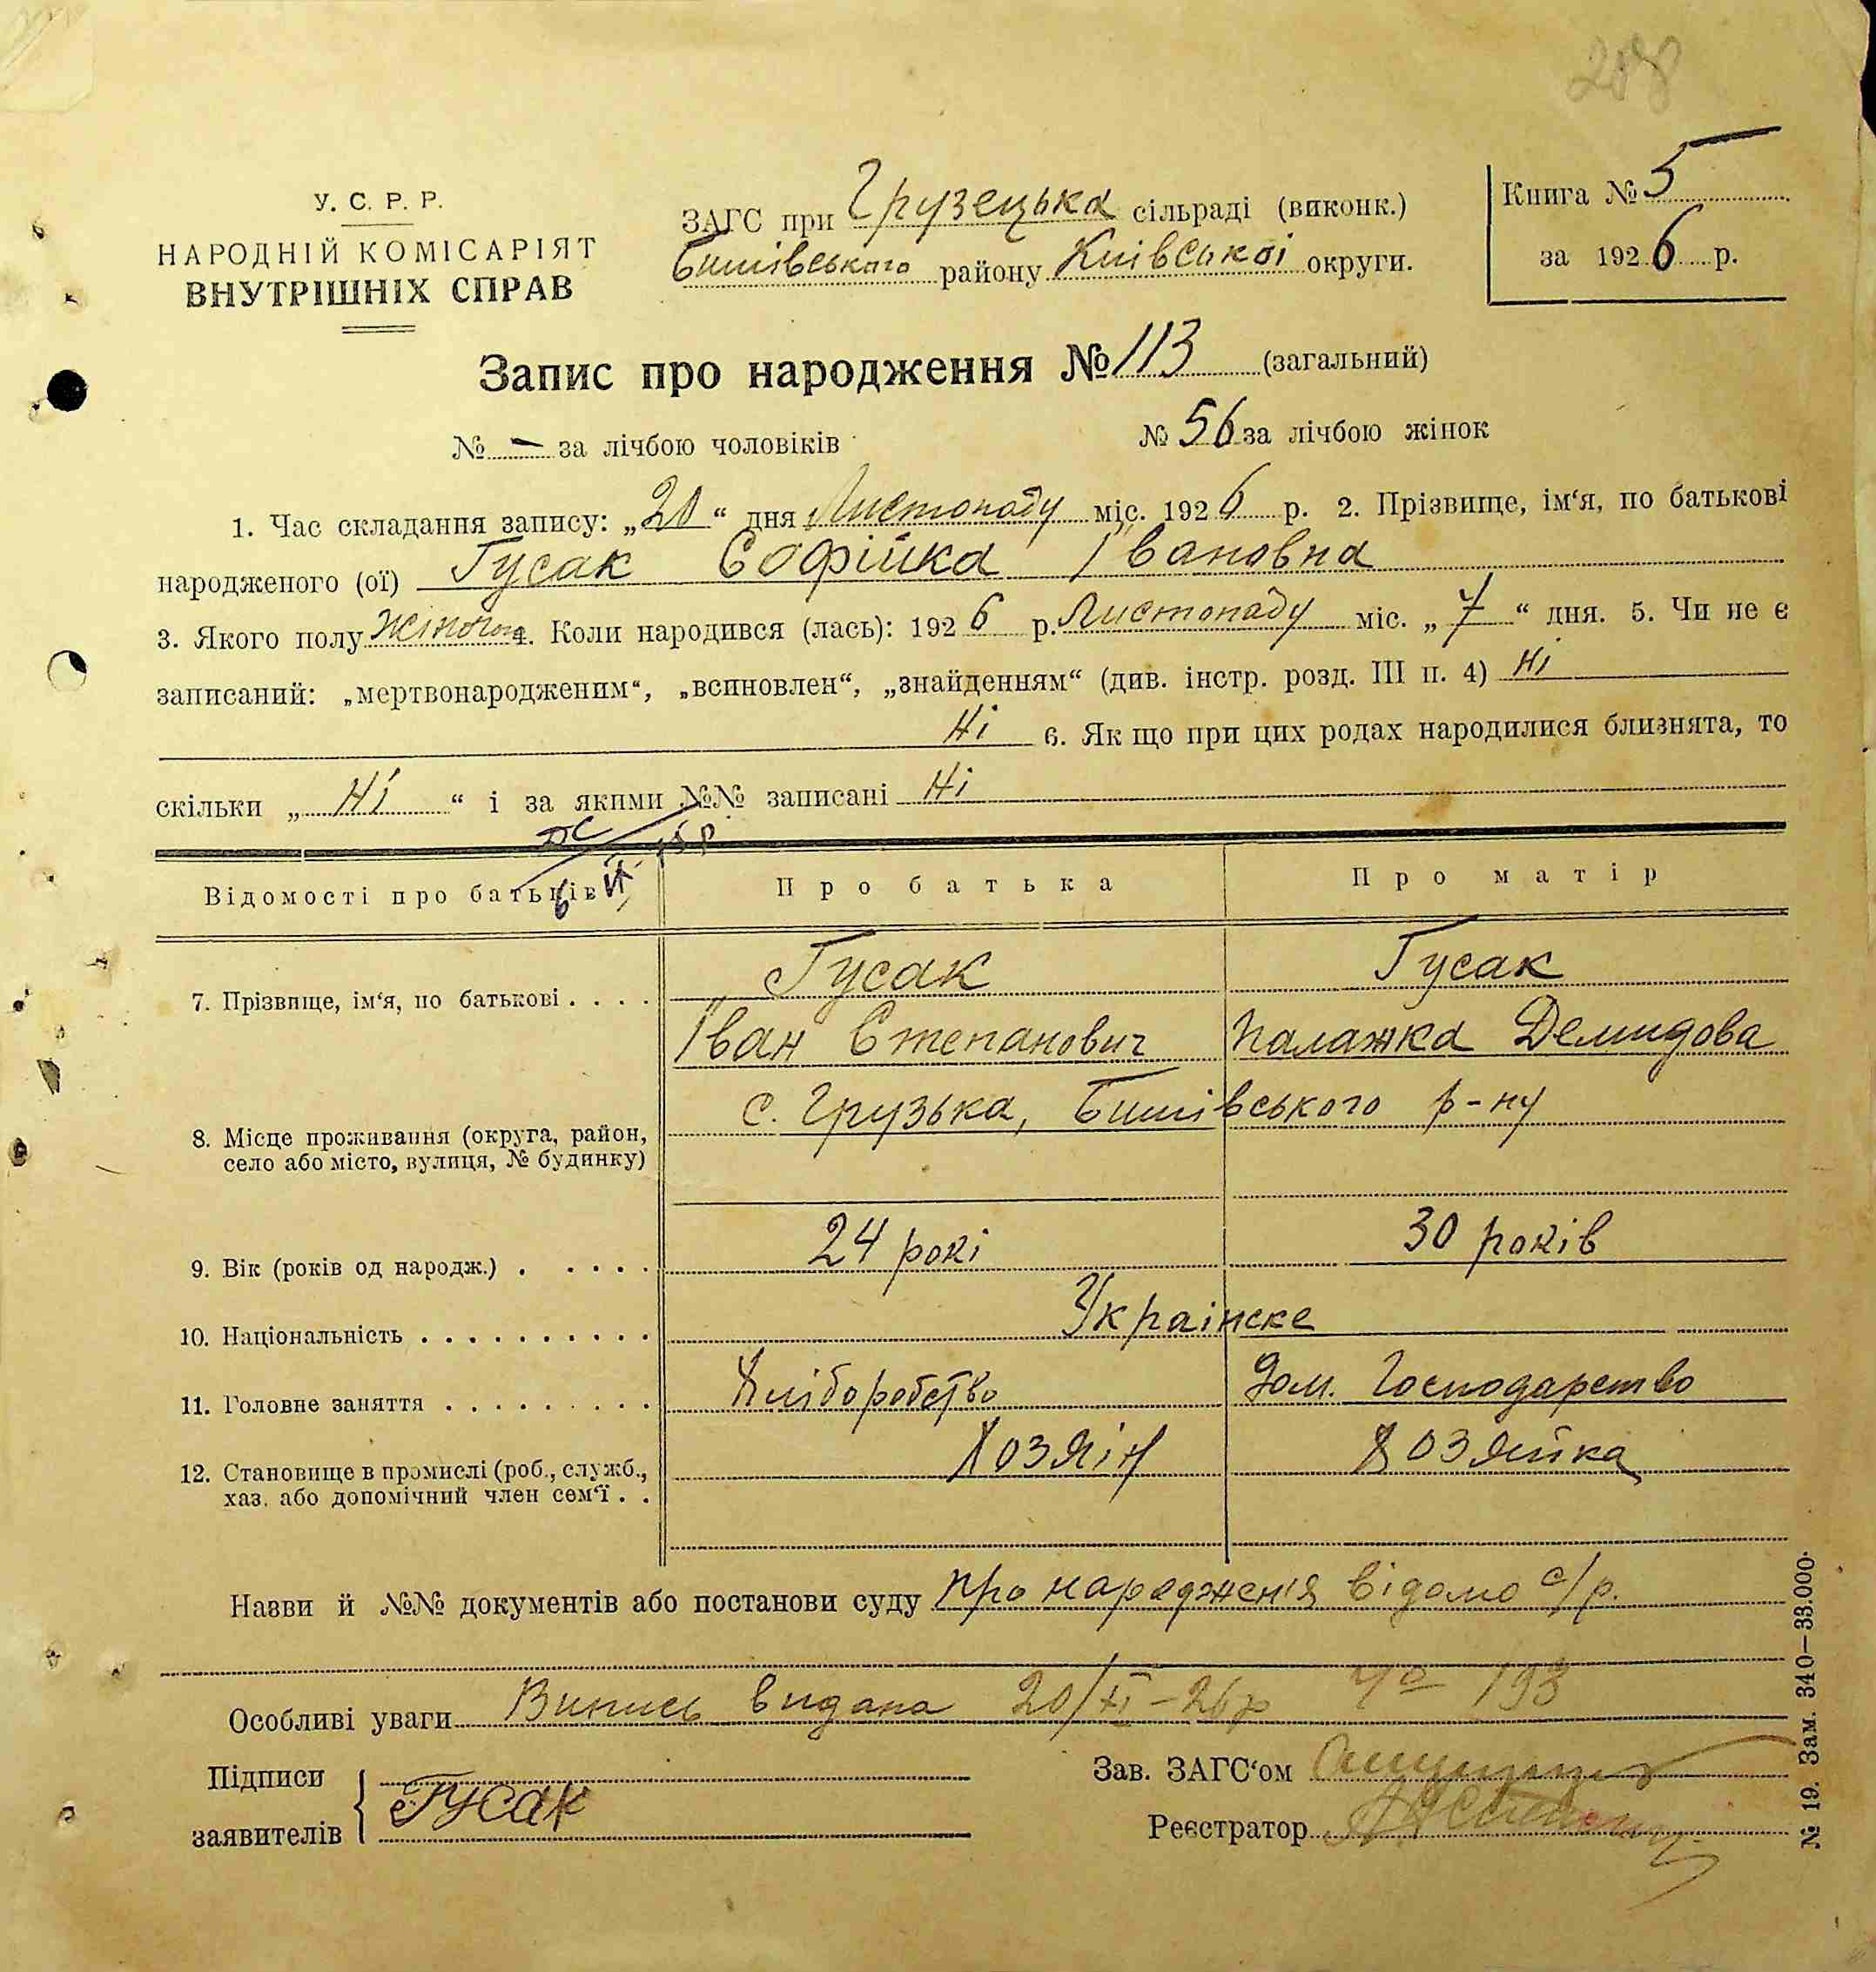 208
У. С. Р. Р.
НАРОДНІЙ КОМІСАРІЯТ
ВНУТРІШНІХ СПРАВ
ЗАГС при Грузецька сільраді (виконк.)
Бишівського району Київської округи.
Книга № 5
за 1926 р.
Запис про народження № 113 (загальний)
№ — за лічбою чоловіків № 56 за лічбою жінок
1. Час складання запису: „20“ дня Листопаду міс. 1926 р. 2. Прізвище, ім‘я, по батькові
народженого (ої) Гусак Софійка Івановна
3. Якого полу жіночого 4. Коли народився (лась): 1926 р. Листопаду міс. „7“ дня. 5. Чи не є
записаний: „мертвонародженим“, „всиновлен“, „знайденням“ (див. інстр. розд. III п. 4) Ні
Ні 6. Як що при цих родах народилися близнята, то
скільки „Ні“ і за якими №№ записані Ні
Відомості про батьків Про батька Про матір
7. Прізвище, ім‘я, по батькові . . . . Гусак Гусак
Іван Степанович Палажка Демидова
с. Грузька, Бишівського р-ну
8. Місце проживання (округа, район,
село або місто, вулиця, № будинку)
9. Вік (років од народж.) . . . . . 24 рокі 30 років
10. Національність . . . . . . . . . . Украінске
11. Головне заняття . . . . . . . . . Хліборобство Дом. Господарство
12. Становище в промислі (роб., служб., Хозяін Хозяйка
хаз. або допомічний член сем‘ї . .
Назви й №№ документів або постанови суду про народженія відомо с/р.
Особливі уваги Випись видана 20/XI-26р № 193
Підписи
заявителів Гусак
Зав. ЗАГС‘ом
Реєстратор
№ 19. Зам. 340—33.000.